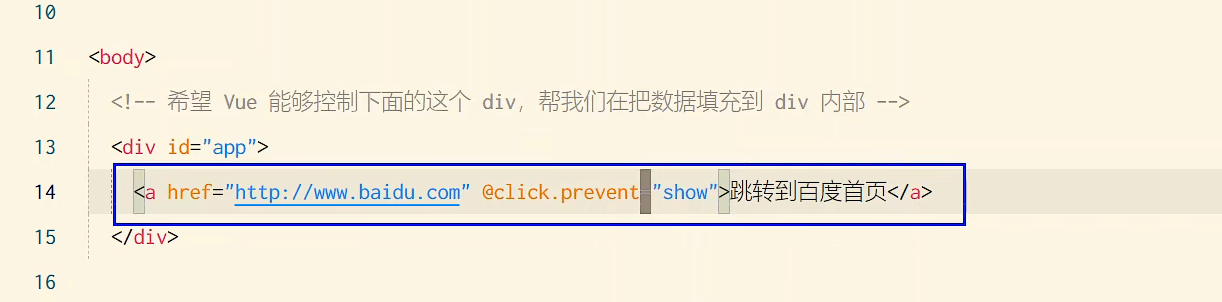 10
11 <body>
12 <!-- 希望 Vue 能够控制下面的这个 div，帮我们在把数据填充到 div 内部 -->
13 <div id="app">
14 <a href="http://www.baidu.com" @click.prevent="show">跳转到百度首页</a>
15 </div>
16